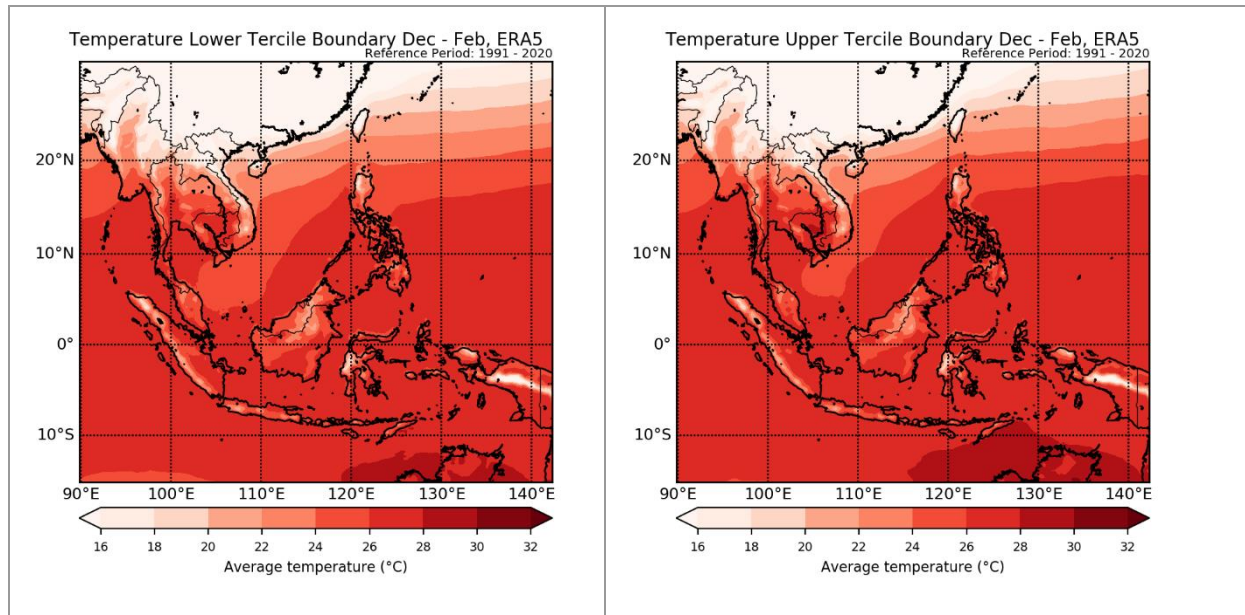 Temperature Lower Tercile Boundary Dec - Feb, ERA5
Reference Period: 1991 - 2020
20°N
10°N
0°
10°S
90°E 100°E 110°E 120°E 130°E 140°E
16 18 20 22 24 26 28 30 32
Average temperature (°C)
Temperature Upper Tercile Boundary Dec - Feb, ERA5
Reference Period: 1991 - 2020
20°N
10°N
0°
10°S
90°E 100°E 110°E 120°E 130°E 140°E
16 18 20 22 24 26 28 30 32
Average temperature (°C)